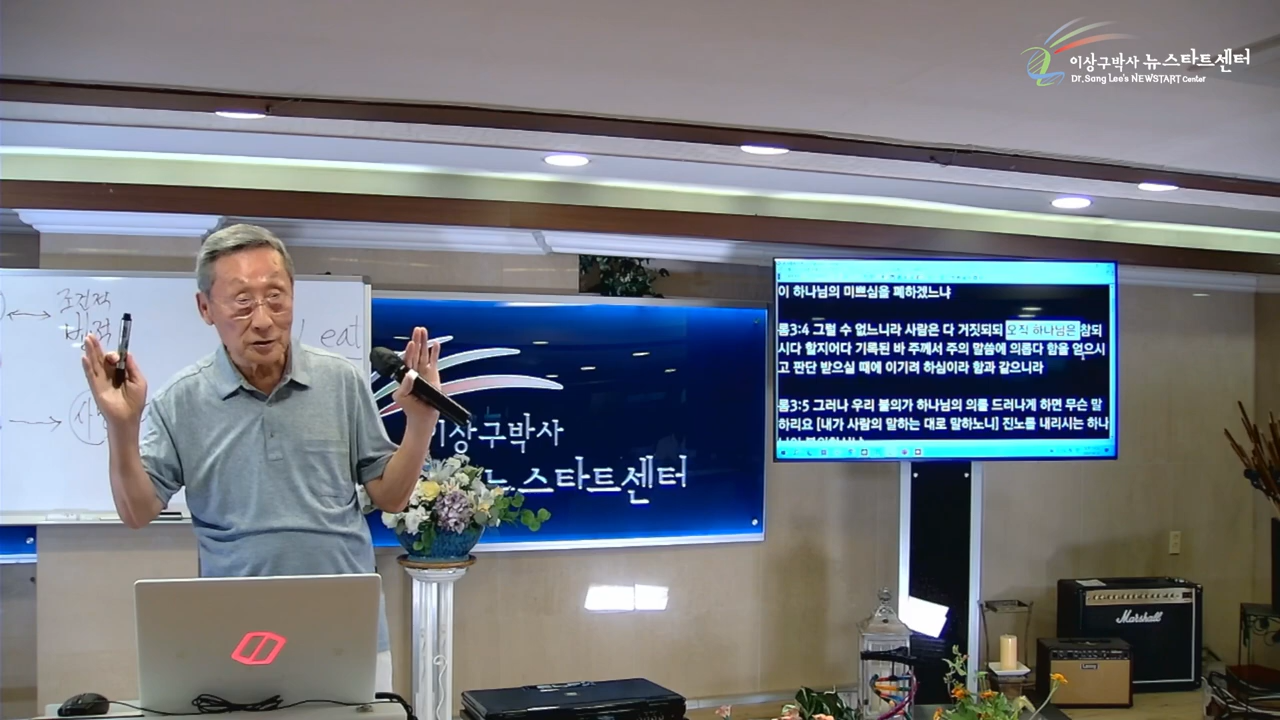 이상구박사 뉴스타트센터
Dr. Sang Lee's NEWSTART Center
조건적
법적
eat
이상구박사
뉴스타트센터
이 하나님의 미쁘심을 폐하겠느냐
롬3:4 그럴 수 없느니라 사람은 다 거짓되되 오직 하나님은 참되
시다 할지어다 기록된 바 주께서 주의 말씀에 의롭다 함을 얻으시
고 판단 받으실 때에 이기려 하심이라 함과 같으니라
롬3:5 그러나 우리 불의가 하나님의 의를 드러나게 하면 무슨 말
하리요 [내가 사람의 말하는 대로 말하노니] 진노를 내리시는 하나
Marshall
Laney